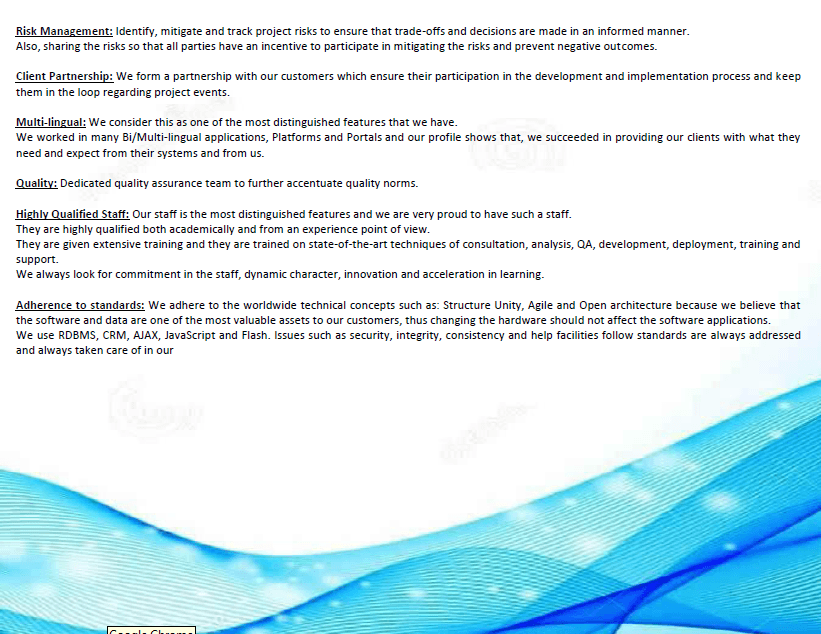 Risk Management: Identify, mitigate and track project risks to ensure that trade-offs and decisions are made in an informed manner.
Also, sharing the risks so that all parties have an incentive to participate in mitigating the risks and prevent negative outcomes.
Client Partnership: We form a partnership with our customers which ensure their participation in the development and implementation process and keep
them in the loop regarding project events.
Multi-lingual: We consider this as one of the most distinguished features that we have.
We worked in many Bi/Multi-lingual applications, Platforms and Portals and our profile shows that, we succeeded in providing our clients with what they
need and expect from their systems and from us.
Quality: Dedicated quality assurance team to further accentuate quality norms.
Highly Qualified Staff: Our staff is the most distinguished features and we are very proud to have such a staff.
They are highly qualified both academically and from an experience point of view.
They are given extensive training and they are trained on state-of-the-art techniques of consultation, analysis, QA, development, deployment, training and
support.
We always look for commitment in the staff, dynamic character, innovation and acceleration in learning.
Adherence to standards: We adhere to the worldwide technical concepts such as: Structure Unity, Agile and Open architecture because we believe that
the software and data are one of the most valuable assets to our customers, thus changing the hardware should not affect the software applications.
We use RDBMS, CRM, AJAX, JavaScript and Flash. Issues such as security, integrity, consistency and help facilities follow standards are always addressed
and always taken care of in our
Google Chrome